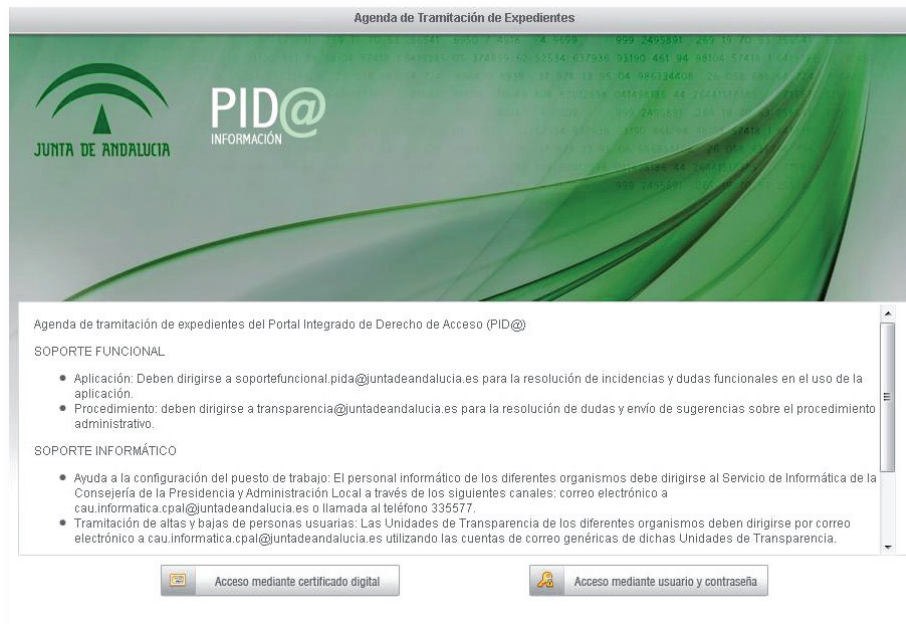 Agenda de Tramitación de Expedientes
JUNTA DE ANDALUCIA
PID@
INFORMACIÓN
Agenda de tramitación de expedientes del Portal Integrado de Derecho de Acceso (PID@)
SOPORTE FUNCIONAL
Aplicación: Deben dirigirse a soportefuncional.pida@juntadeandalucia.es para la resolución de incidencias y dudas funcionales en el uso de la
aplicación.
Procedimiento: deben dirigirse a transparencia@juntadeandalucia.es para la resolución de dudas y envío de sugerencias sobre el procedimiento
administrativo.
SOPORTE INFORMÁTICO
Ayuda a la configuración del puesto de trabajo: El personal informático de los diferentes organismos debe dirigirse al Servicio de Informática de la
Consejería de la Presidencia y Administración Local a través de los siguientes canales: correo electrónico a
cau.informatica.cpal@juntadeandalucia.es o llamada al teléfono 335577.
Tramitación de altas y bajas de personas usuarias: Las Unidades de Transparencia de los diferentes organismos deben dirigirse por correo
electrónico a cau.informatica.cpal@juntadeandalucia.es utilizando las cuentas de correo genéricas de dichas Unidades de Transparencia.
Acceso mediante certificado digital
Acceso mediante usuario y contraseña